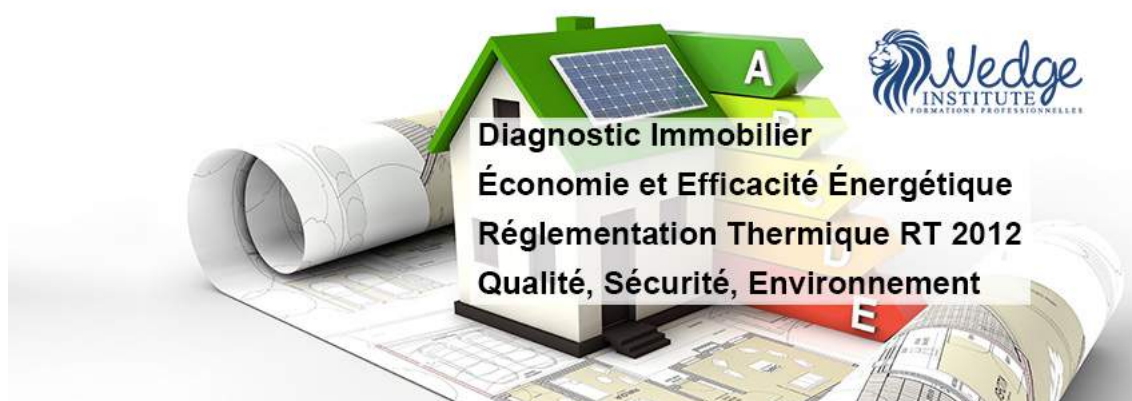 A
Wedge
INSTITUTE
FORMATIONS PROFESSIONNELLES
B
Diagnostic Immobilier
Économie et Efficacité Énergétique
C
Réglementation Thermique RT 2012
D
Qualité, Sécurité, Environnement
E